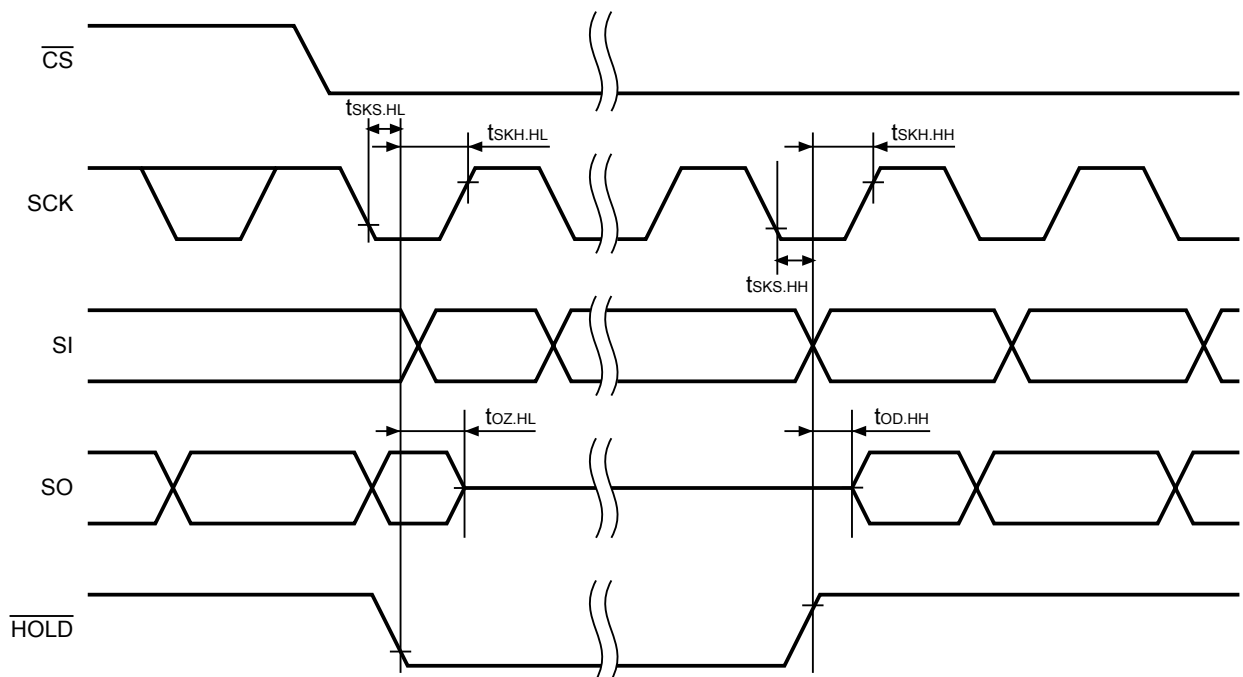 CS
tSKS.HL
tSKH.HL
tSKH.HH
SCK
tSKS.HH
SI
tOZ.HL
tOD.HH
SO
HOLD